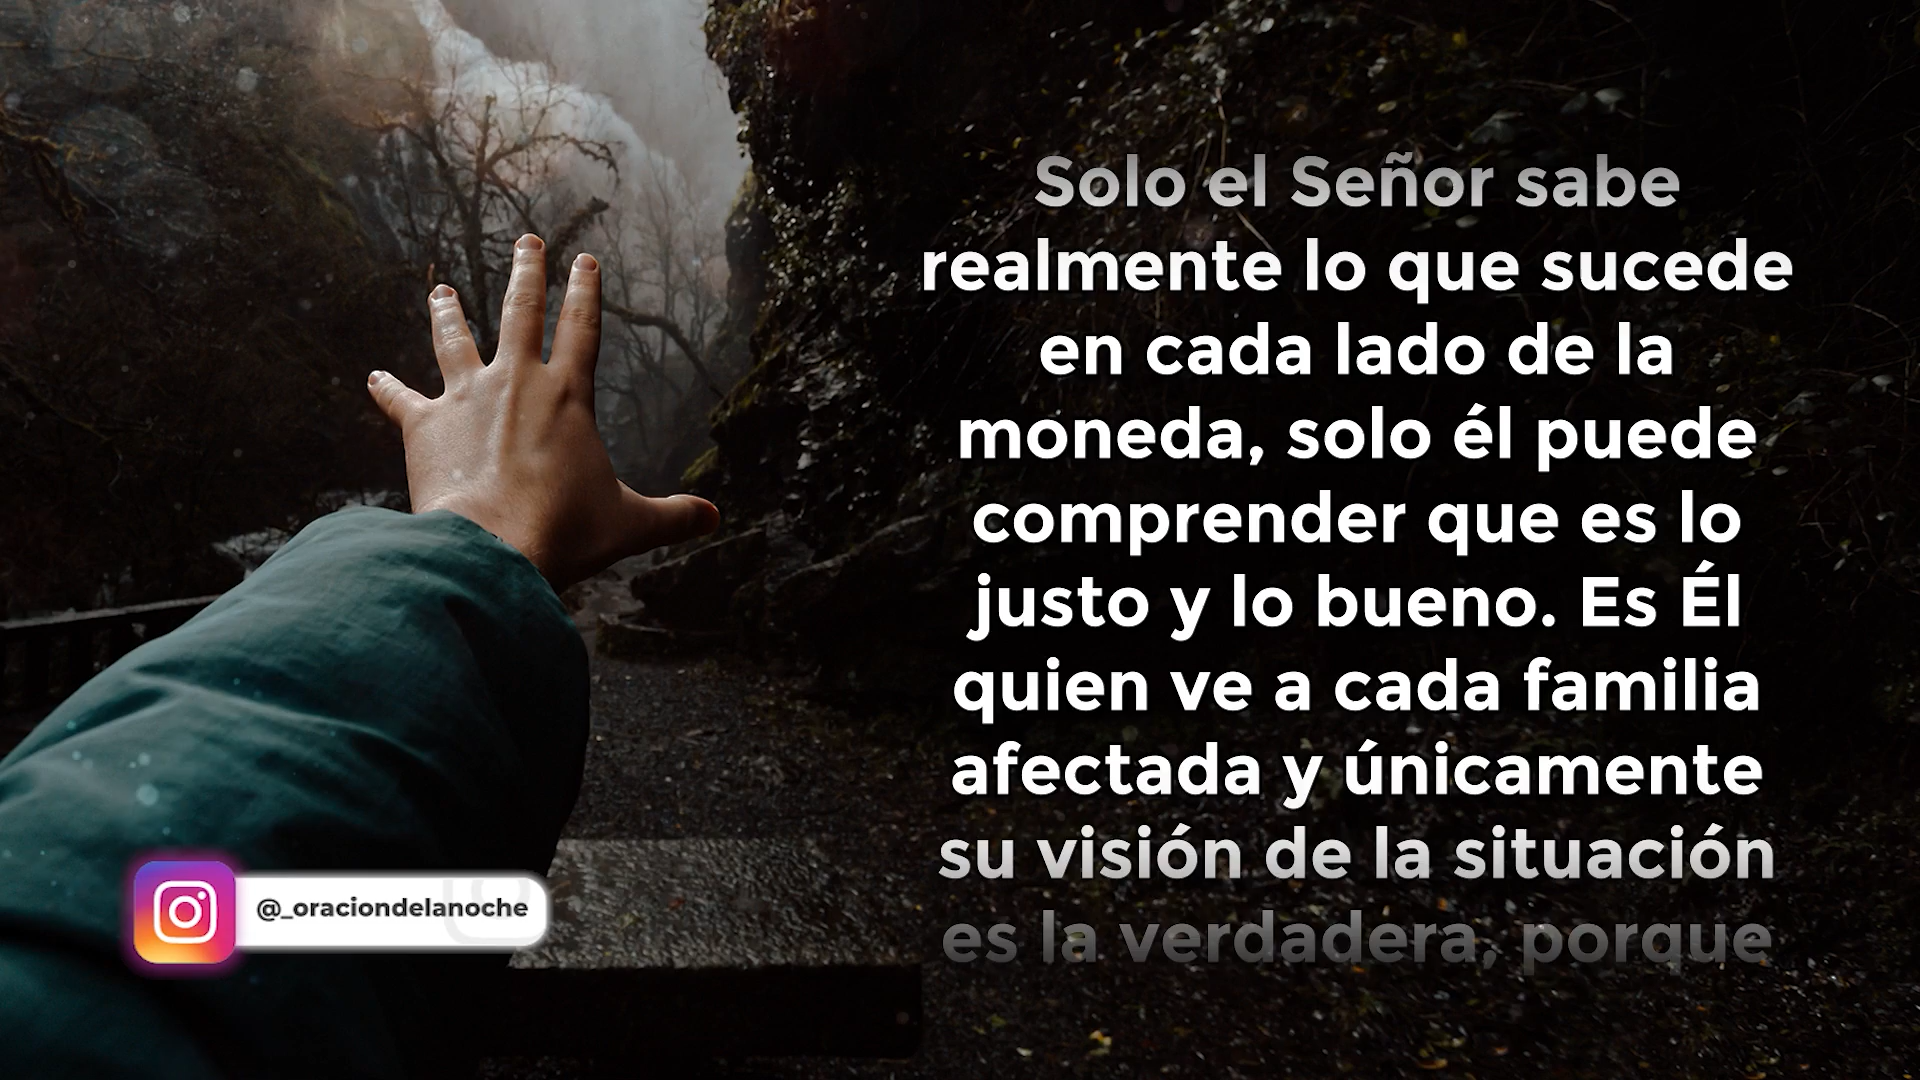 Solo el Señor sabe
realmente lo que sucede
en cada lado de la
moneda, solo él puede
comprender que es lo
justo y lo bueno. Es Él
quien ve a cada familia
afectada y únicamente
su visión de la situación
es la verdadera, porque
@_oraciondelanoche